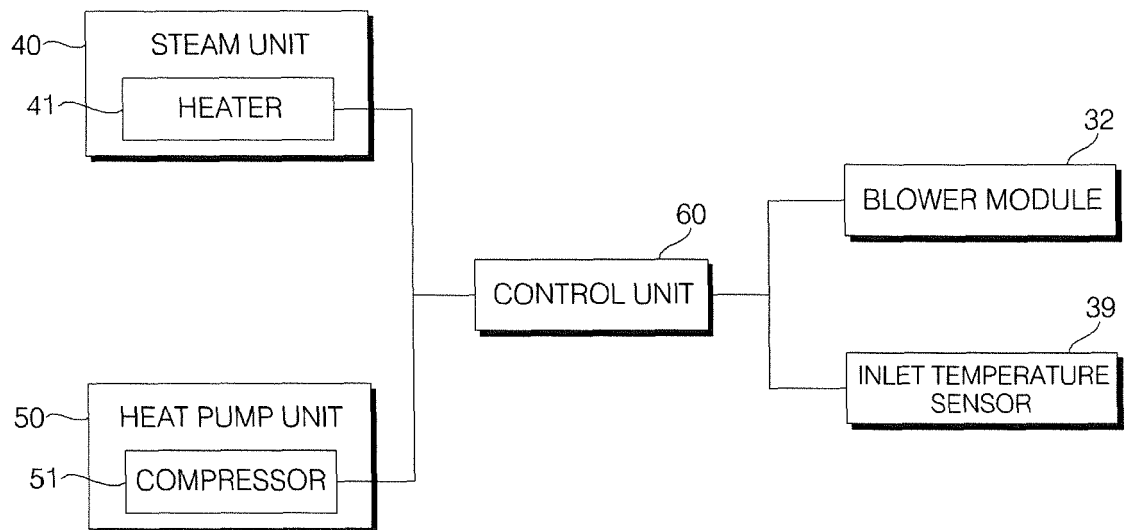 40
STEAM UNIT
41
HEATER
32
BLOWER MODULE
60
CONTROL UNIT
39
INLET TEMPERATURE
SENSOR
50
HEAT PUMP UNIT
51
COMPRESSOR